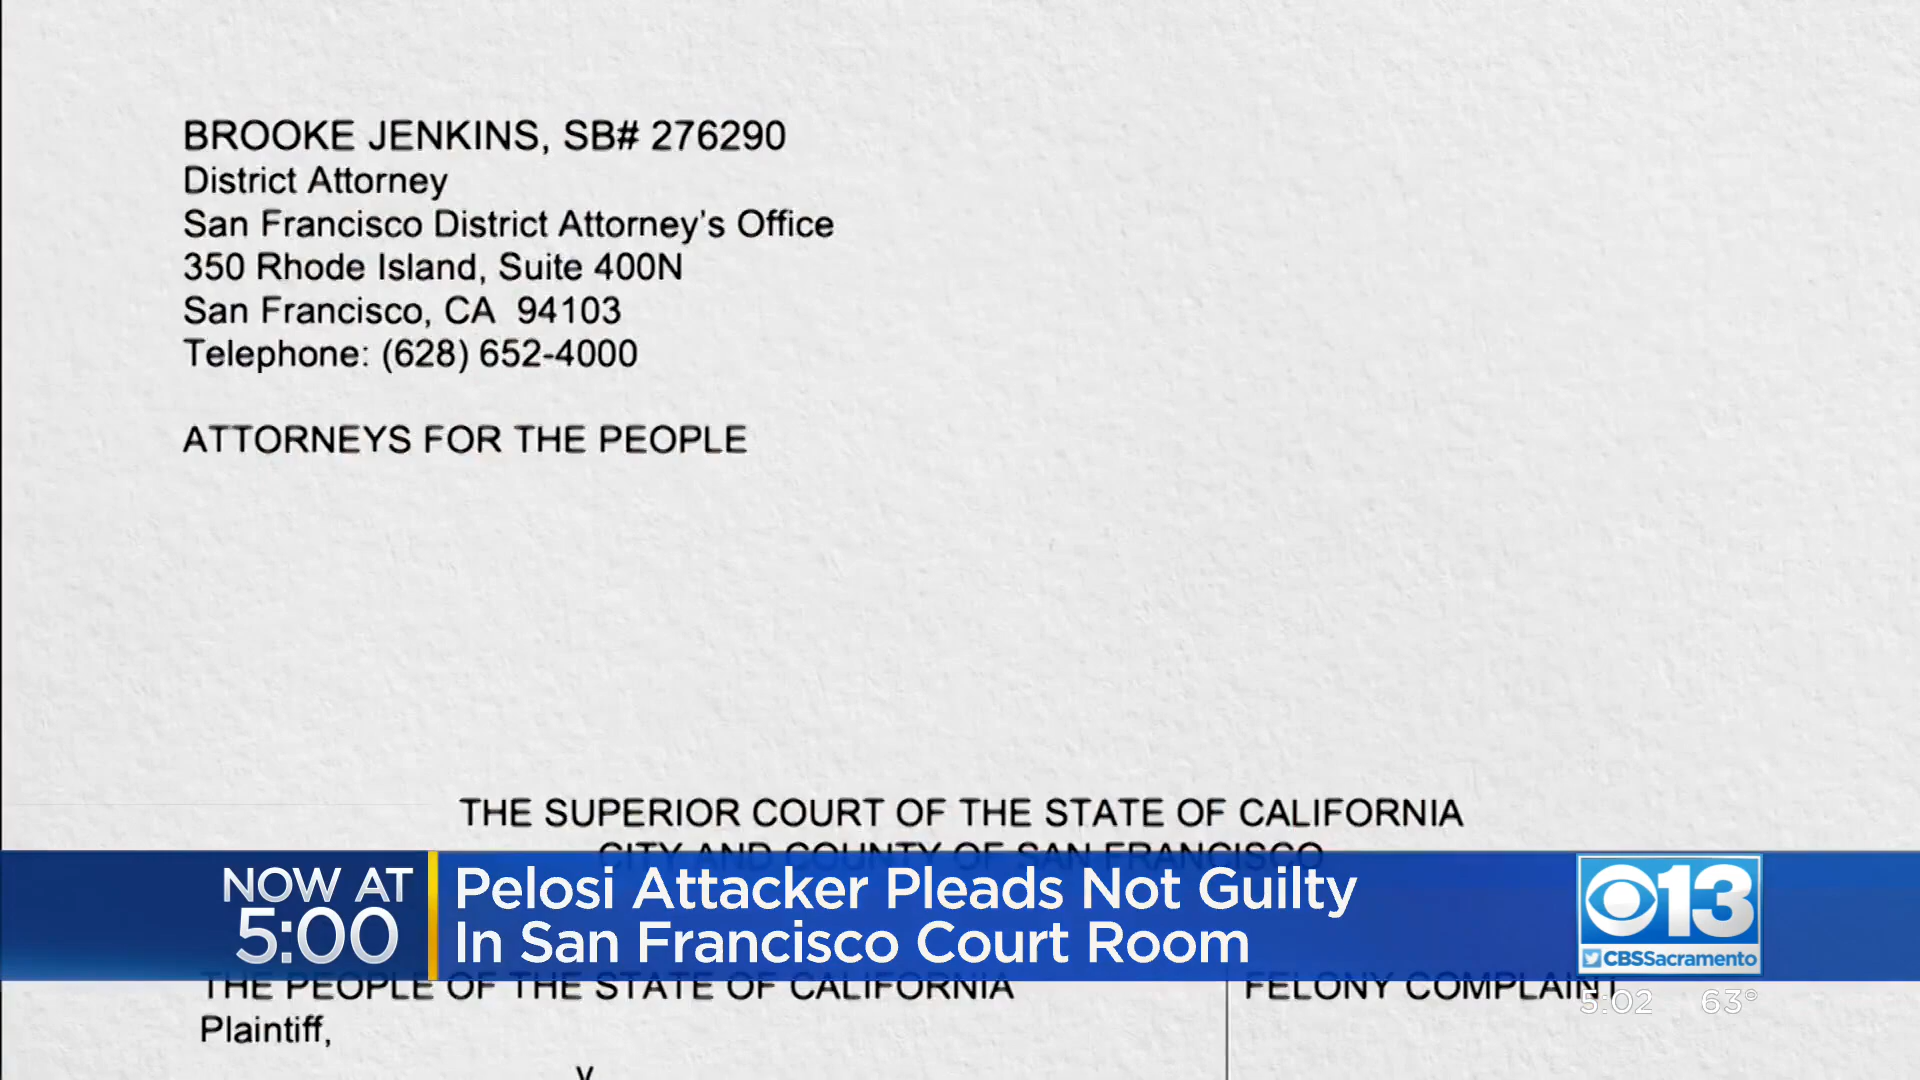 BROOKE JENKINS, SB# 276290
District Attorney
San Francisco District Attorney's Office
350 Rhode Island, Suite 400N
San Francisco, CA 94103
Telephone: (628) 652-4000
ATTORNEYS FOR THE PEOPLE
THE SUPERIOR COURT OF THE STATE OF CALIFORNIA
CITY AND COUNTY OF SAN FRANCISCO
NOW AT
5:00
Pelosi Attacker Pleads Not Guilty
In San Francisco Court Room
13
CBSSacramento
THE PEOPLE OF THE STATE OF CALIFORNIA
FELONY COMPLAINT
5:02 63°
Plaintiff,
v